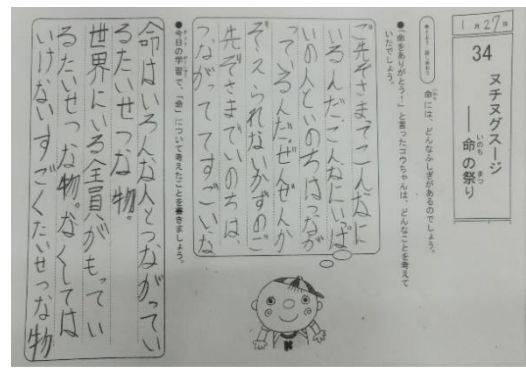 1月27日
34 ヌチヌグスージ
いのち まつ
――命の祭り
命には、どんなふしぎがあるのでしょう。
●「命をありがとう!」と言ったコウちゃんは、どんなことを考えて
いたでしょう。
ご先ぞさまてこんなに
いるんだ。こんなにいっぱ
いの人といのちはつなが
っているんだ。ぜんぜんか
ぞえられないかずのご
先ぞさまでいのちは、
つながっててすごいな
●今日の学習で、「命」について考えたことを書きましょう。
命はいろんな人とつながってい
るたいせつな物。
世界にいる全員がもってい
るたいせつな物。なくしては
いけないすごくたいせつな物